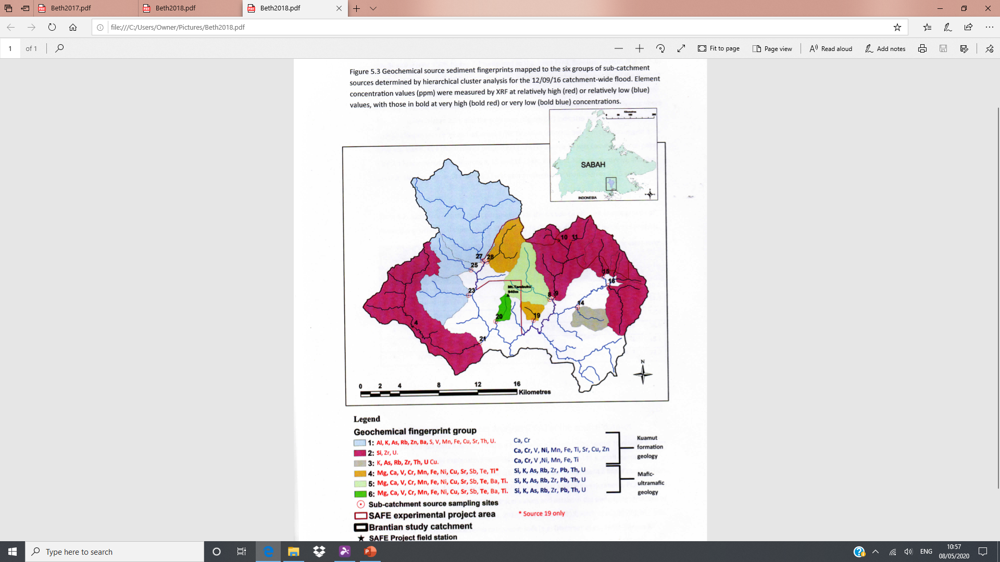 Beth2017.pdf
Beth2018.pdf
Beth2018.pdf
file:///C:/Users/Owner/Pictures/Beth2018.pdf
1 of 1
Fit to page
Page view
Read aloud
Add notes
Figure 5.3 Geochemical source sediment fingerprints mapped to the six groups of sub-catchment
sources determined by hierarchical cluster analysis for the 12/09/16 catchment-wide flood. Element
concentration values (ppm) were measured by XRF at relatively high (red) or relatively low (blue)
values, with those in bold at very high (bold red) or very low (bold blue) concentrations.
Kilometres
0 50 100 200
SABAH
INDONESIA
10 11
27 28
25
15
16
Mt.Tambuku
940m
23
8 9
14
20
19
4
21
N
0 2 4 8 12 16
Kilometres
Legend
Geochemical fingerprint group
1: Al, K, As, Rb, Zn, Ba, S, V, Mn, Fe, Cu, Sr, Th, U. Ca, Cr
2: Si, Zr, U. Ca, Cr, V, Ni, Mn, Fe, Ti, Sr, Cu, Zn
3: K, As, Rb, Zr, Th, U Cu. Ca, Cr, V ,Ni, Mn, Fe, Ti
Kuamut
formation
geology
4: Mg, Ca, V, Cr, Mn, Fe, Ni, Cu, Sr, Sb, Te, Ti* Si, K, As, Rb, Zr, Pb, Th, U
5: Mg, Ca, V, Cr, Mn, Fe, Ni, Cu, Sr, Sb, Te, Ba, Ti. Si, K, As, Rb, Zr, Pb, Th, U
6: Mg, Ca, V, Cr, Mn, Fe, Ni, Cu, Sr, Sb, Te, Ba, Ti. Si, K, As, Rb, Zr, Pb, Th, U
Mafic-
ultramafic
geology
Sub-catchment source sampling sites
SAFE experimental project area
* Source 19 only
Brantian study catchment
SAFE Project field station
Type here to search
ENG
10:57
08/05/2020